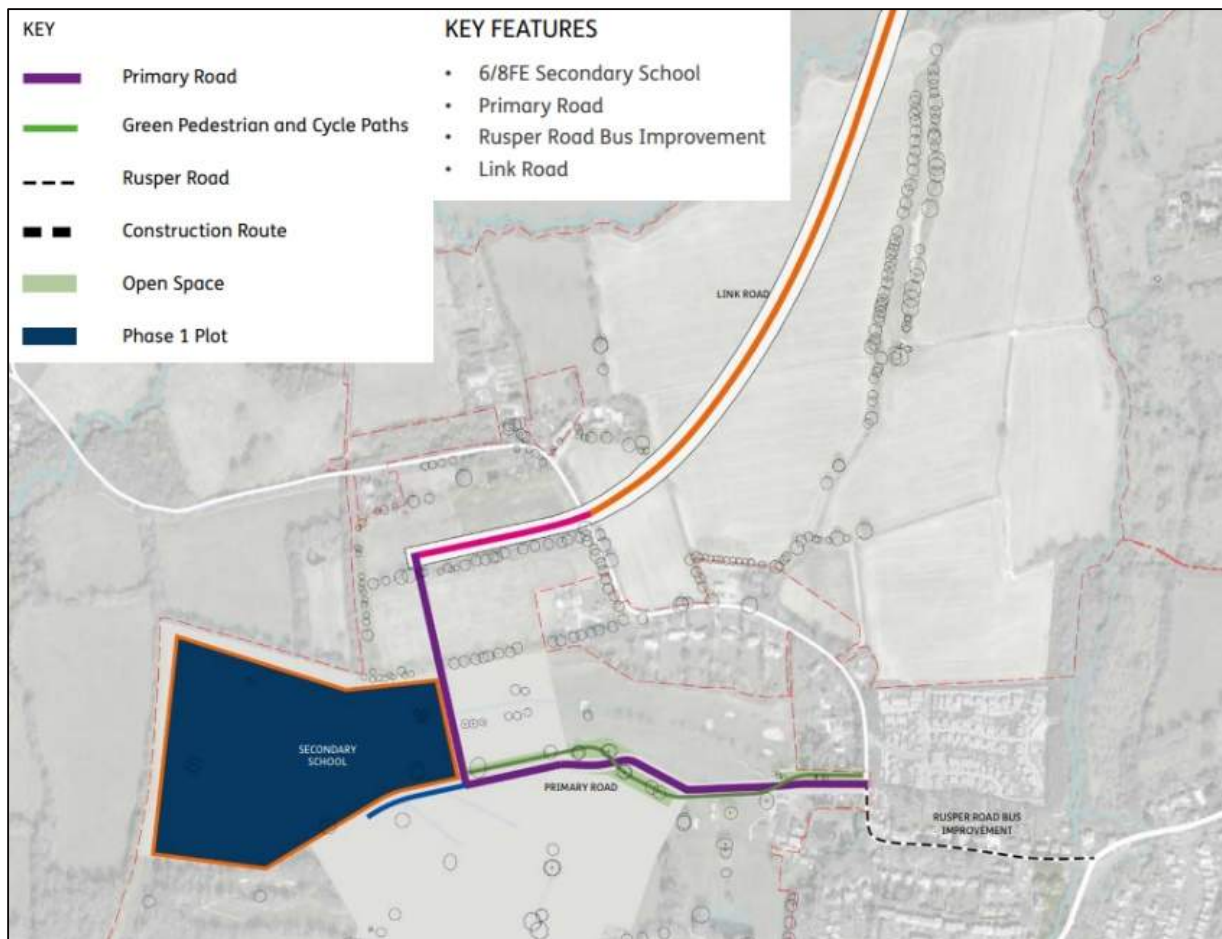 KEY
Primary Road
Green Pedestrian and Cycle Paths
Rusper Road
Construction Route
Open Space
Phase 1 Plot
KEY FEATURES
• 6/8FE Secondary School
• Primary Road
• Rusper Road Bus Improvement
• Link Road
LINK ROAD
SECONDARY
SCHOOL
PRIMARY ROAD
RUSPER ROAD BUS
IMPROVEMENT